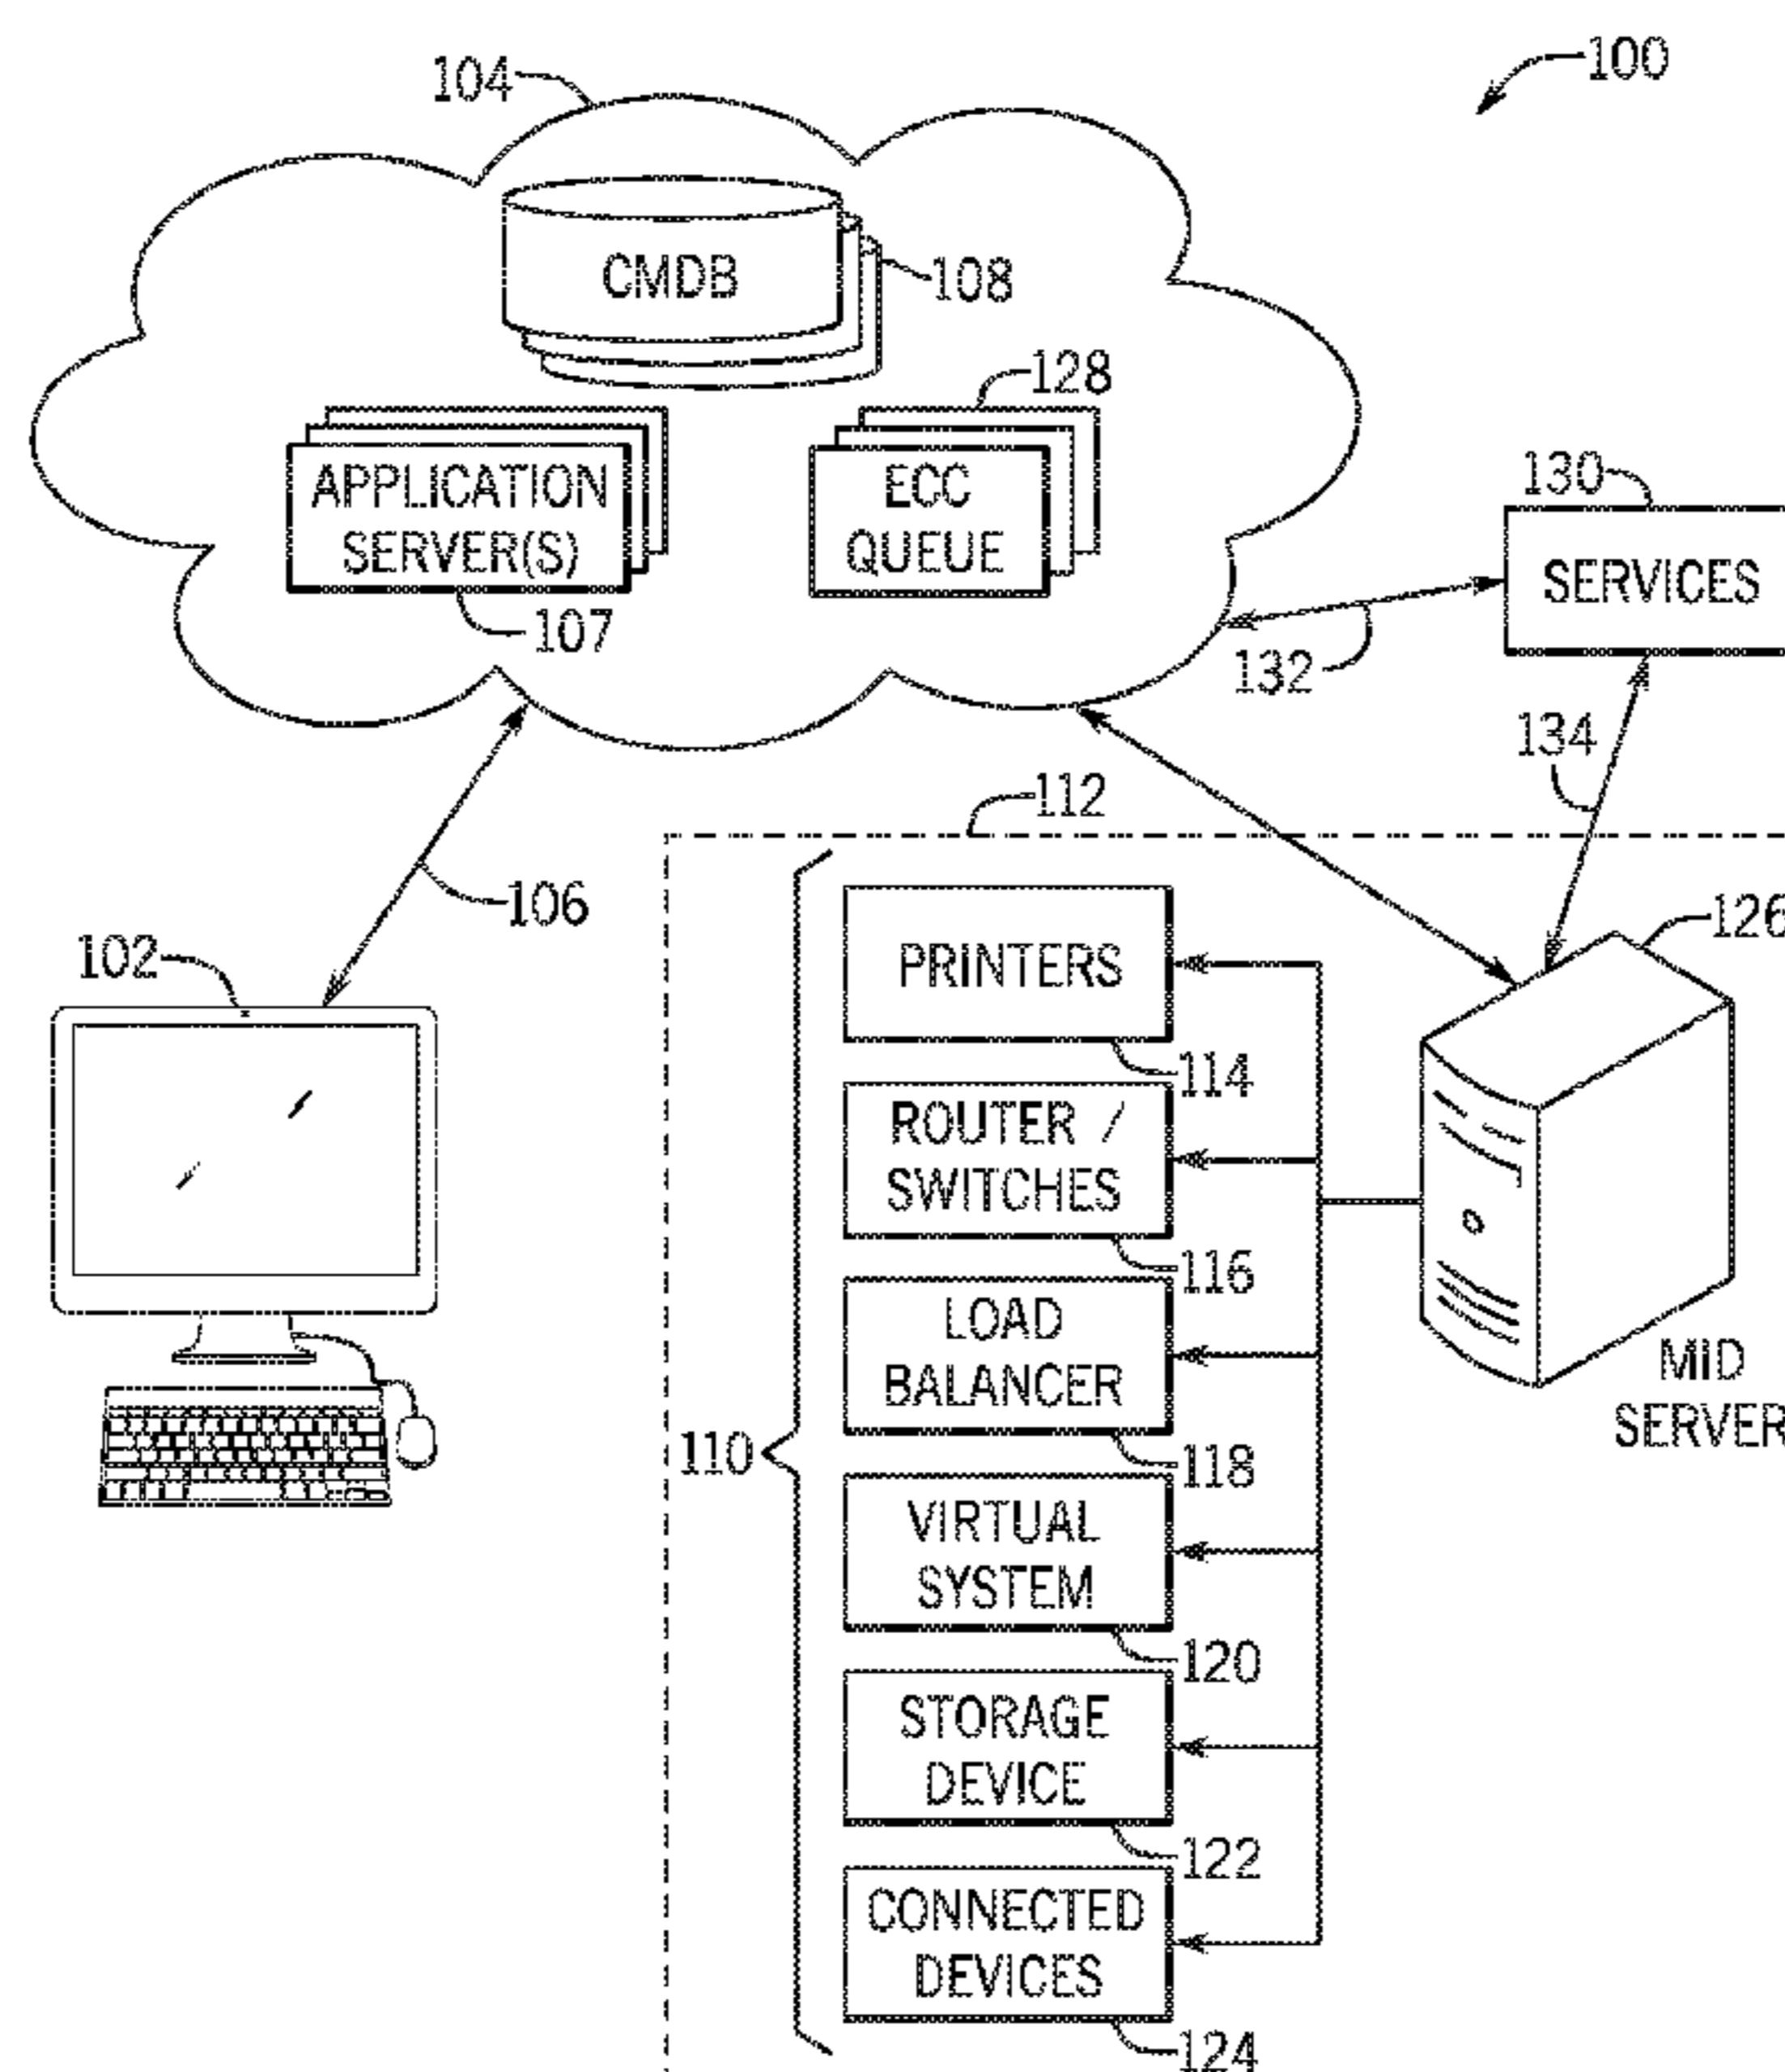 100
104
CMDB
108
128
APPLICATION
SERVER(S)
107
ECC
QUEUE
130
SERVICES
132
134
112
106
102
126
PRINTERS
114
ROUTER /
SWITCHES
116
LOAD
BALANCER
118
MID
SERVER
110
VIRTUAL
SYSTEM
120
STORAGE
DEVICE
122
CONNECTED
DEVICES
124